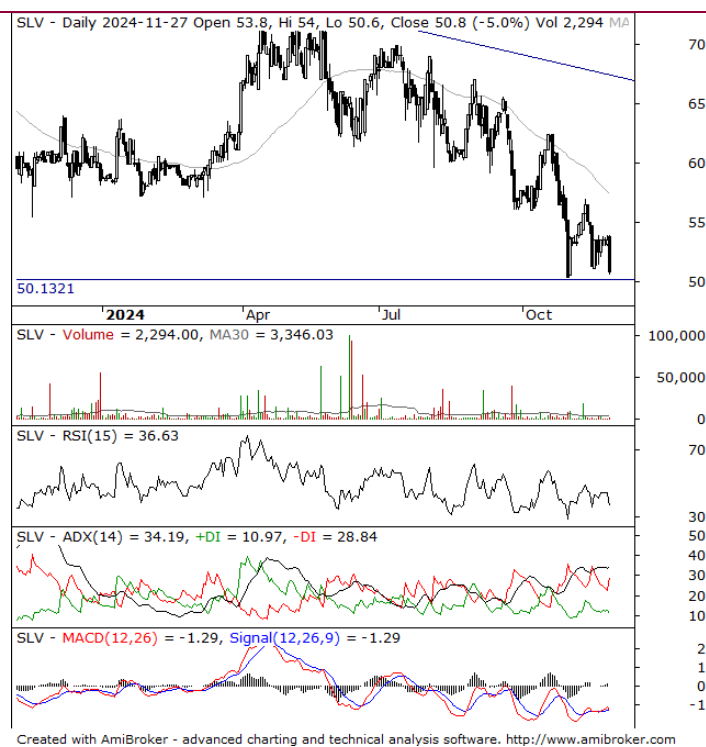 SLV - Daily 2024-11-27 Open 53.8, Hi 54, Lo 50.6, Close 50.8 (-5.0%) Vol 2,294 MA
70
65
60
55
50
50.1321
2024 Apr Jul Oct
SLV - Volume = 2,294.00, MA30 = 3,346.03
100,000
50,000
0
SLV - RSI(15) = 36.63
70
30
SLV - ADX(14) = 34.19, +DI = 10.97, -DI = 28.84
50
40
30
20
10
SLV - MACD(12,26) = -1.29, Signal(12,26,9) = -1.29
2
1
0
-1
Created with AmiBroker - advanced charting and technical analysis software. http://www.amibroker.com